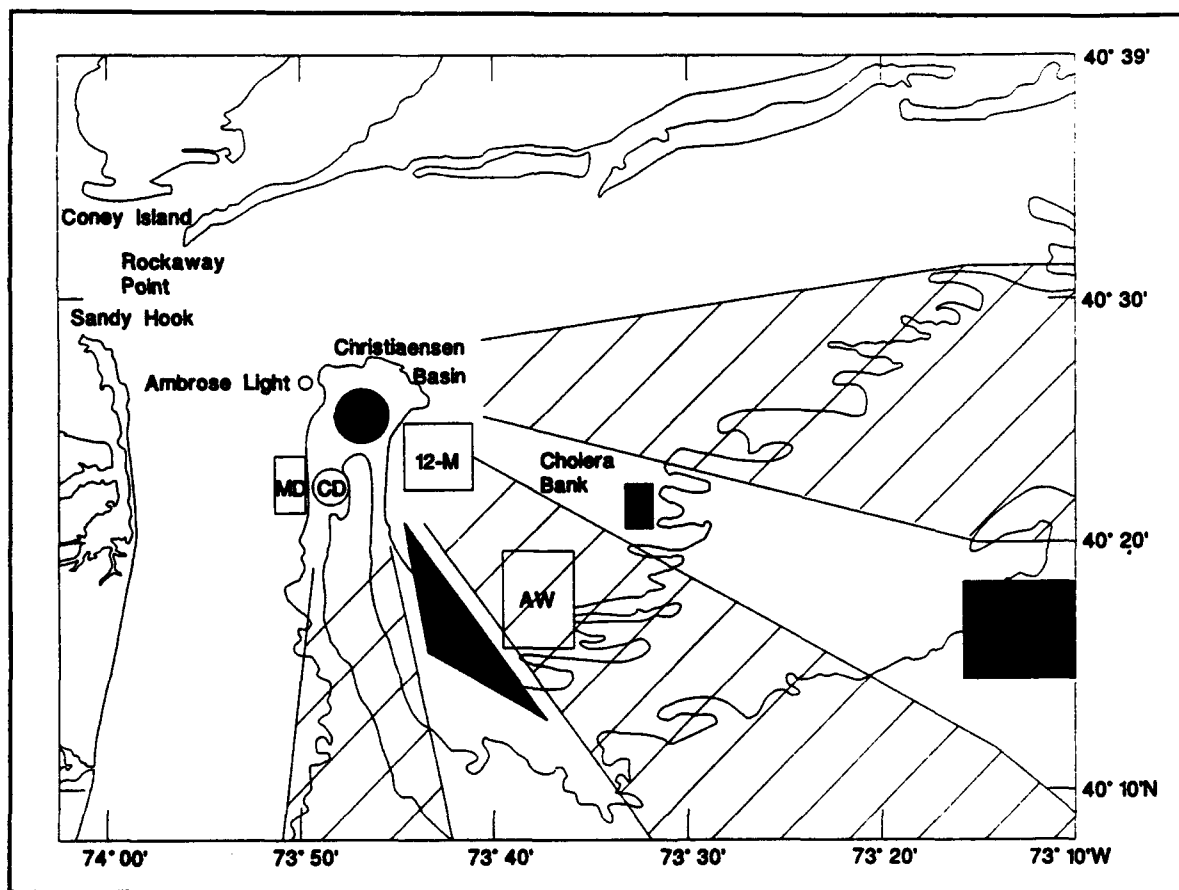 40° 39'
Coney Island
Rockaway
Point
40° 30'
Sandy Hook
Christiaensen
Basin
Ambrose Light
12-M
Cholera
Bank
MD
CD
40° 20'
AW
40° 10'N
74° 00'
73° 50'
73° 40'
73° 30'
73° 20'
73° 10'W